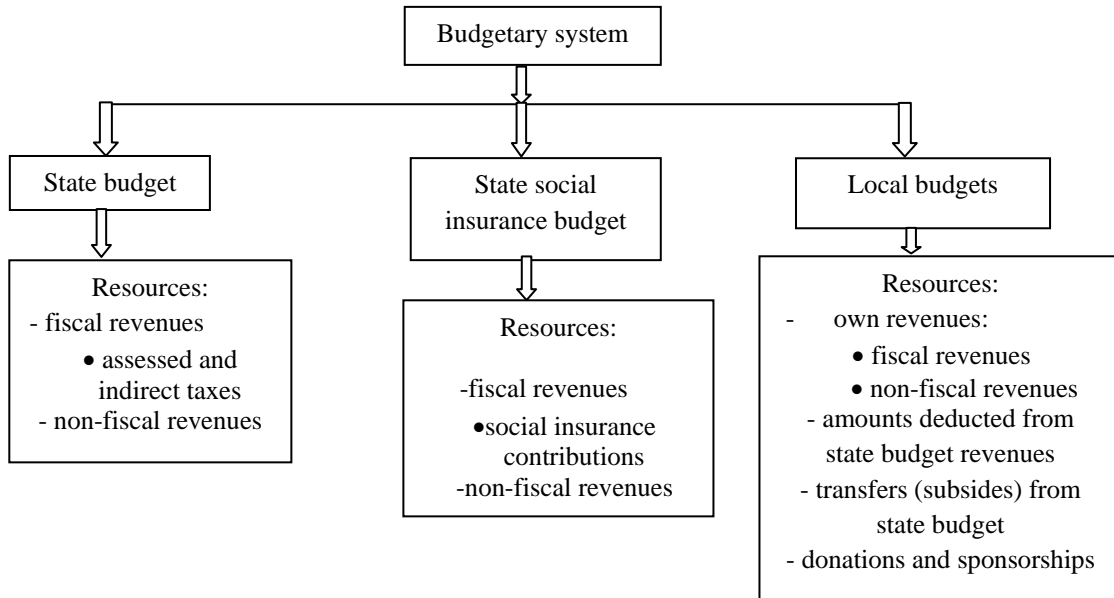 Budgetary system
State budget
Resources:
- fiscal revenues
• assessed and
indirect taxes
- non-fiscal revenues
State social
insurance budget
Resources:
-fiscal revenues
•social insurance
contributions
-non-fiscal revenues
Local budgets
Resources:
- own revenues:
• fiscal revenues
• non-fiscal revenues
- amounts deducted from
state budget revenues
- transfers (subsides) from
state budget
- donations and sponsorships